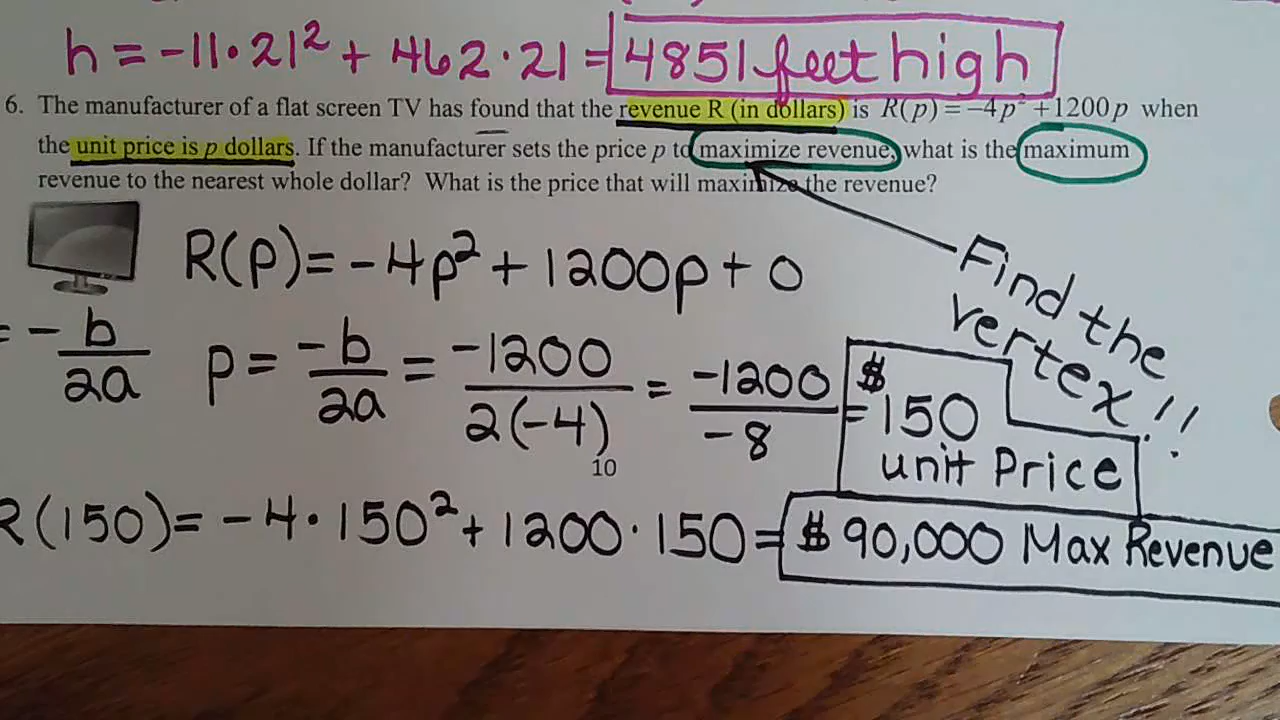 h = -11·21² + 462·21 = 4851 feet high
6. The manufacturer of a flat screen TV has found that the revenue R (in dollars) is R(p) = -4p² + 1200p when
the unit price is p dollars. If the manufacturer sets the price p to maximize revenue, what is the maximum
revenue to the nearest whole dollar? What is the price that will maximize the revenue?
R(p) = -4p² + 1200p + 0
Find the
vertex!!
= -b/2a p = -b/2a = -1200/2(-4) = -1200/-8 = $150
unit Price
10
R(150) = -4·150² + 1200·150 = $90,000 Max Revenue